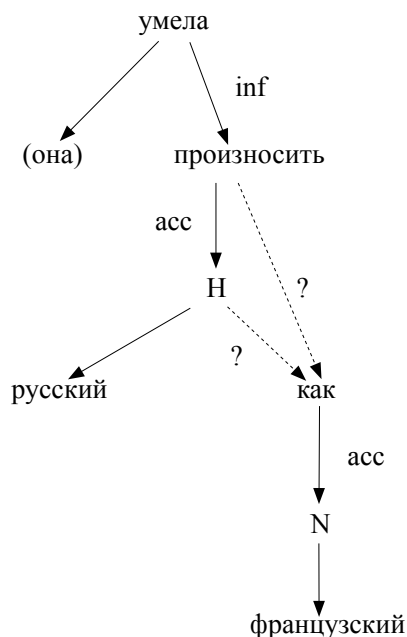 умела
inf
(она)
произносить
acc
Н
?
?
русский
как
acc
N
французский